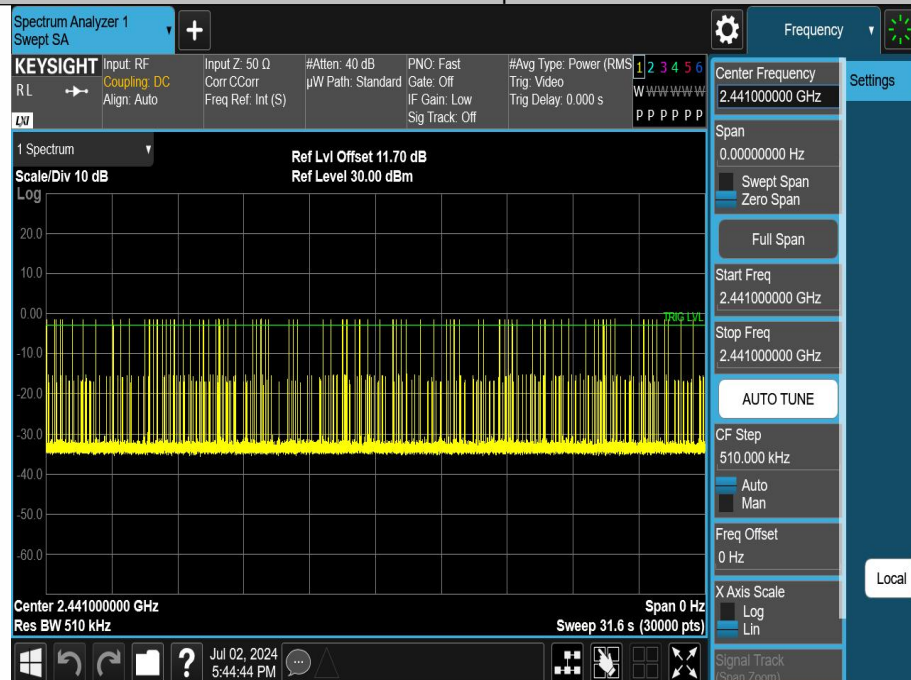 Spectrum Analyzer 1
Swept SA
+
Frequency
KEYSIGHT
RL
LXI
Input: RF
Coupling: DC
Align: Auto
Input Z: 50 Ω
Corr CCorr
Freq Ref: Int (S)
#Atten: 40 dB
µW Path: Standard
PNO: Fast
Gate: Off
IF Gain: Low
Sig Track: Off
#Avg Type: Power (RMS
Trig: Video
Trig Delay: 0.000 s
1 2 3 4 5 6
W W W W W W
P P P P P P
1 Spectrum
Scale/Div 10 dB
Log
Ref Lvl Offset 11.70 dB
Ref Level 30.00 dBm
20.0
10.0
0.00
TRIG LVL
-10.0
-20.0
-30.0
-40.0
-50.0
-60.0
Center 2.441000000 GHz
Res BW 510 kHz
Span 0 Hz
Sweep 31.6 s (30000 pts)
Center Frequency
2.441000000 GHz
Settings
Span
0.00000000 Hz
Swept Span
Zero Span
Full Span
Start Freq
2.441000000 GHz
Stop Freq
2.441000000 GHz
AUTO TUNE
CF Step
510.000 kHz
Auto
Man
Freq Offset
0 Hz
X Axis Scale
Log
Lin
Signal Track
(Span Zoom)
Local
?
Jul 02, 2024
5:44:44 PM